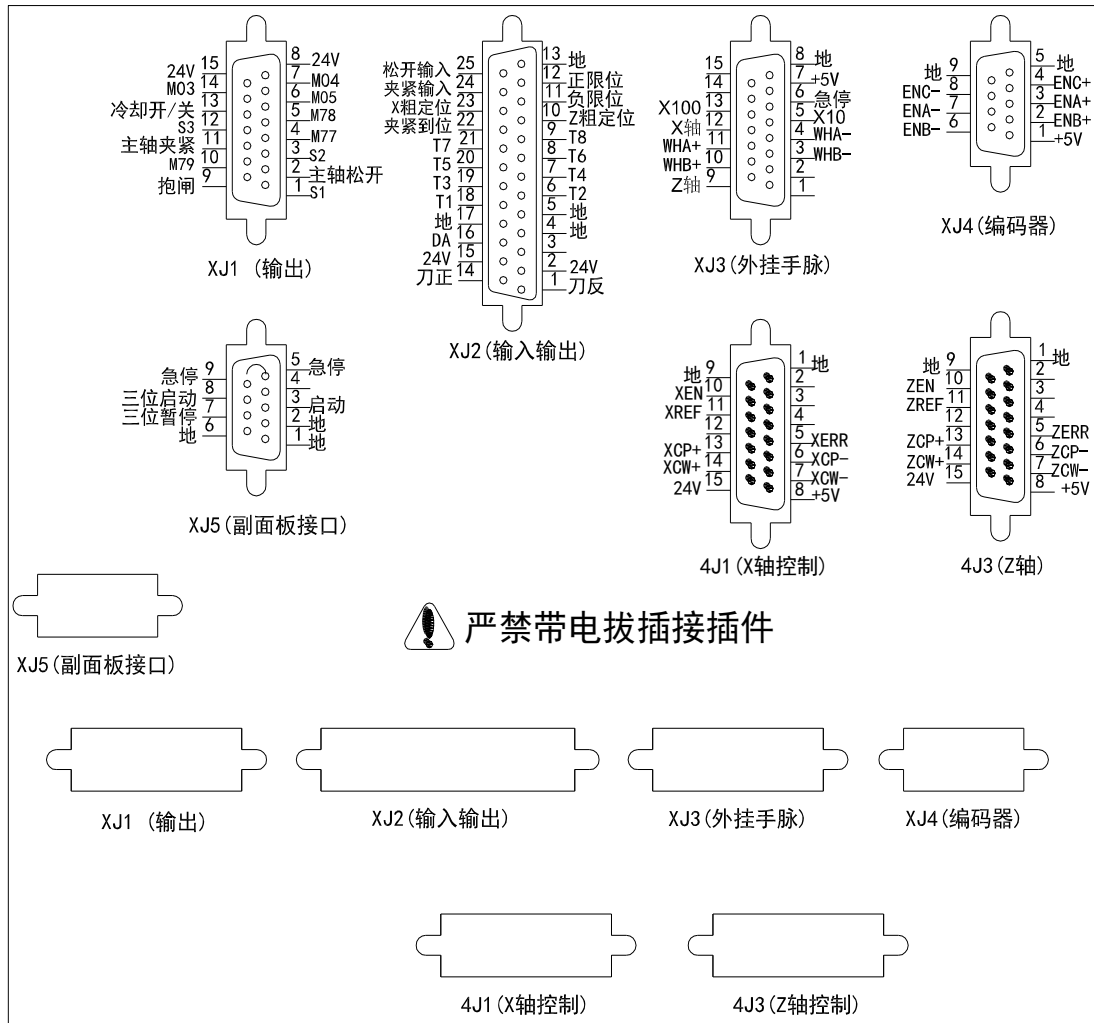 15 24V
14 M03
13 冷却开/关
12 S3
11 主轴夹紧
10 M79
9 抱闸
8 24V
7 M04
6 M05
5 M78
4 M77
3 S2
2 主轴松开
1 S1
XJ1 (输出)
松开输入 25
夹紧输入 24
X粗定位 23
夹紧到位 22
T7 21
T5 20
T3 19
T1 18
地 17
DA 16
24V 15
刀正 14
13 地
12 正限位
11 负限位
10 Z粗定位
9 T8
8 T6
7 T4
6 T2
5 地
4 地
3
2 24V
1 刀反
XJ2(输入输出)
15
14
X100 13
X轴 12
WHA+ 11
WHB+ 10
Z轴 9
8 地
7 +5V
6 急停
5 X10
4 WHA-
3 WHB-
2
1
XJ3(外挂手脉)
地 9
ENC- 8
ENA- 7
ENB- 6
5 地
4 ENC+
3 ENA+
2 ENB+
1 +5V
XJ4(编码器)
急停 9
三位启动 8
三位暂停 7
地 6
5 急停
4
3 启动
2 地
1 地
XJ5(副面板接口)
地 9
XEN 10
XREF 11
12
XCP+ 13
XCW+ 14
24V 15
1 地
2
3
4
5 XERR
6 XCP-
7 XCW-
8 +5V
4J1(X轴控制)
地 9
ZEN 10
ZREF 11
12
ZCP+ 13
ZCW+ 14
24V 15
1 地
2
3
4
5 ZERR
6 ZCP-
7 ZCW-
8 +5V
4J3(Z轴)
严禁带电拔插接插件
XJ5(副面板接口)
XJ1 (输出)
XJ2(输入输出)
XJ3(外挂手脉)
XJ4(编码器)
4J1(X轴控制)
4J3(Z轴控制)